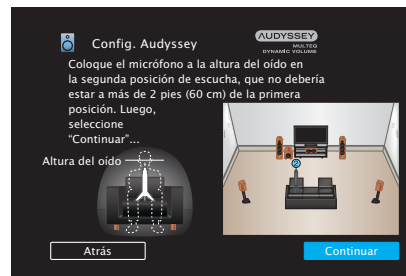 Config. Audyssey
AUDYSSEY
MULTEQ
DYNAMIC VOLUME
Coloque el micrófono a la altura del oído en
la segunda posición de escucha, que no debería
estar a más de 2 pies (60 cm) de la primera
posición. Luego,
seleccione
“Continuar”...
Altura del oído
2
Atrás
Continuar